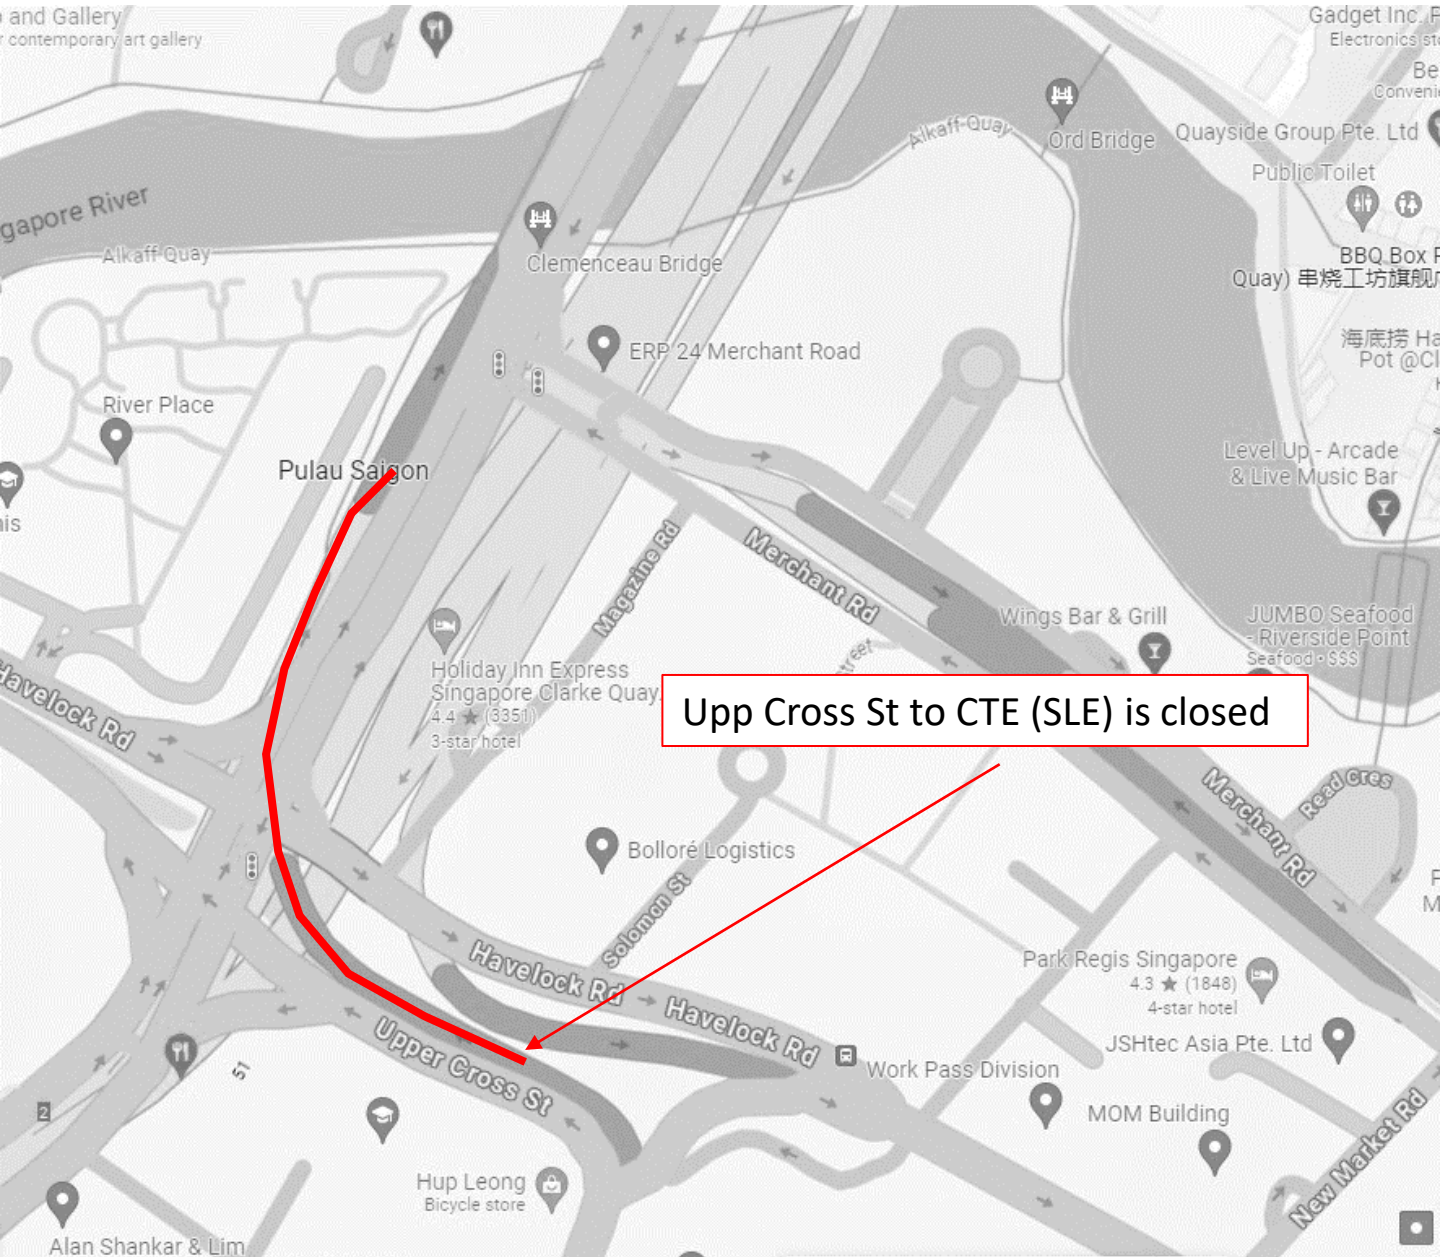 and Gallery
contemporary art gallery
Gadget Inc.
Electronics
Ord Bridge
Quayside Group Pte. Ltd
Public Toilet
Alkaff Quay
gapore River
Alkaff Quay
Clemenceau Bridge
BBQ Box
Quay) 串烧工坊旗舰
ERP 24 Merchant Road
海底捞
Pot
River Place
Pulau Saigon
Level Up - Arcade
& Live Music Bar
Magazine Rd
Merchant Rd
Wings Bar & Grill
JUMBO Seafood
- Riverside Point
Seafood · $$$
Havelock Rd
Holiday Inn Express
Singapore Clarke Quay
4.4 ★ (3351)
3-star hotel
Upp Cross St to CTE (SLE) is closed
Merchant Rd
Read Cres
Bolloré Logistics
Solomon St
Havelock Rd
Havelock Rd
Park Regis Singapore
4.3 ★ (1848)
4-star hotel
JSHtec Asia Pte. Ltd
Upper Cross St
51
Work Pass Division
2
MOM Building
New Market Rd
Hup Leong
Bicycle store
Alan Shankar & Lim